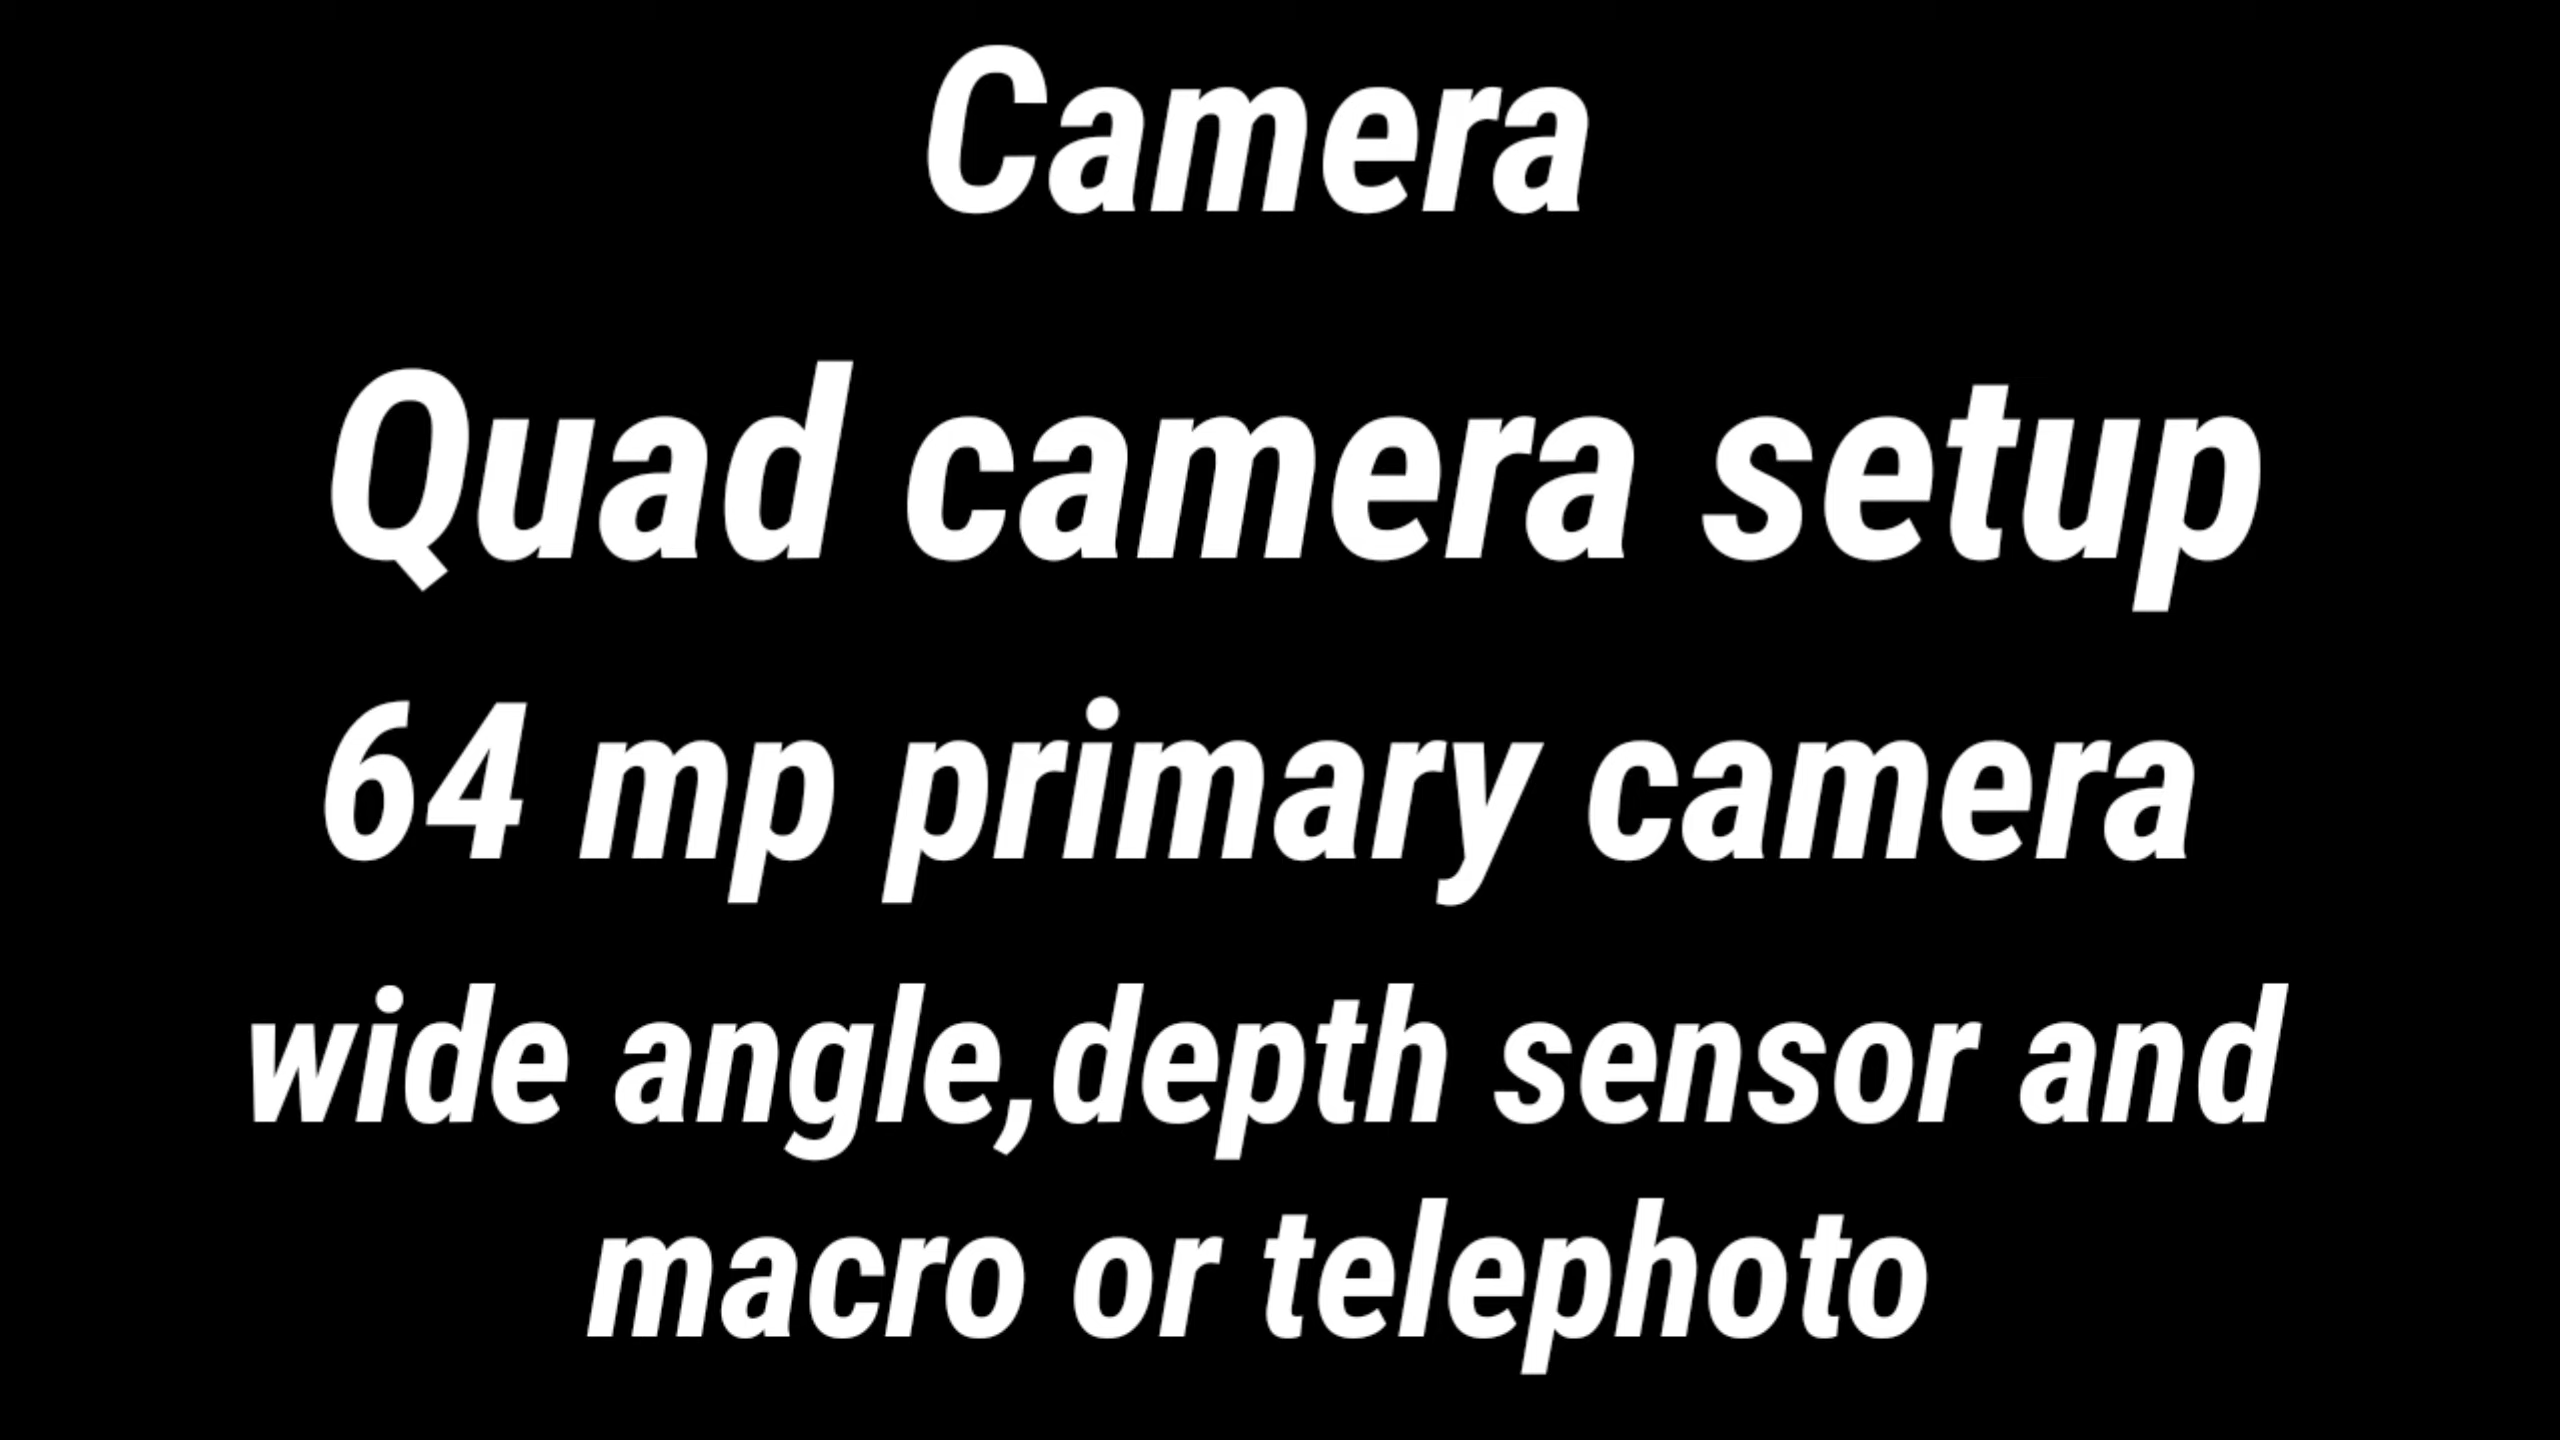 Camera
Quad camera setup
64 mp primary camera
wide angle,depth sensor and
macro or telephoto